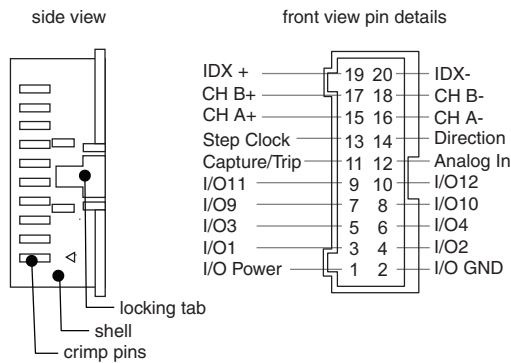 side view
front view pin details
IDX + 19 20 IDX-
CH B+ 17 18 CH B-
CH A+ 15 16 CH A-
Step Clock 13 14 Direction
Capture/Trip 11 12 Analog In
I/O11 9 10 I/O12
I/O9 7 8 I/O10
I/O3 5 6 I/O4
I/O1 3 4 I/O2
I/O Power 1 2 I/O GND
locking tab
shell
crimp pins